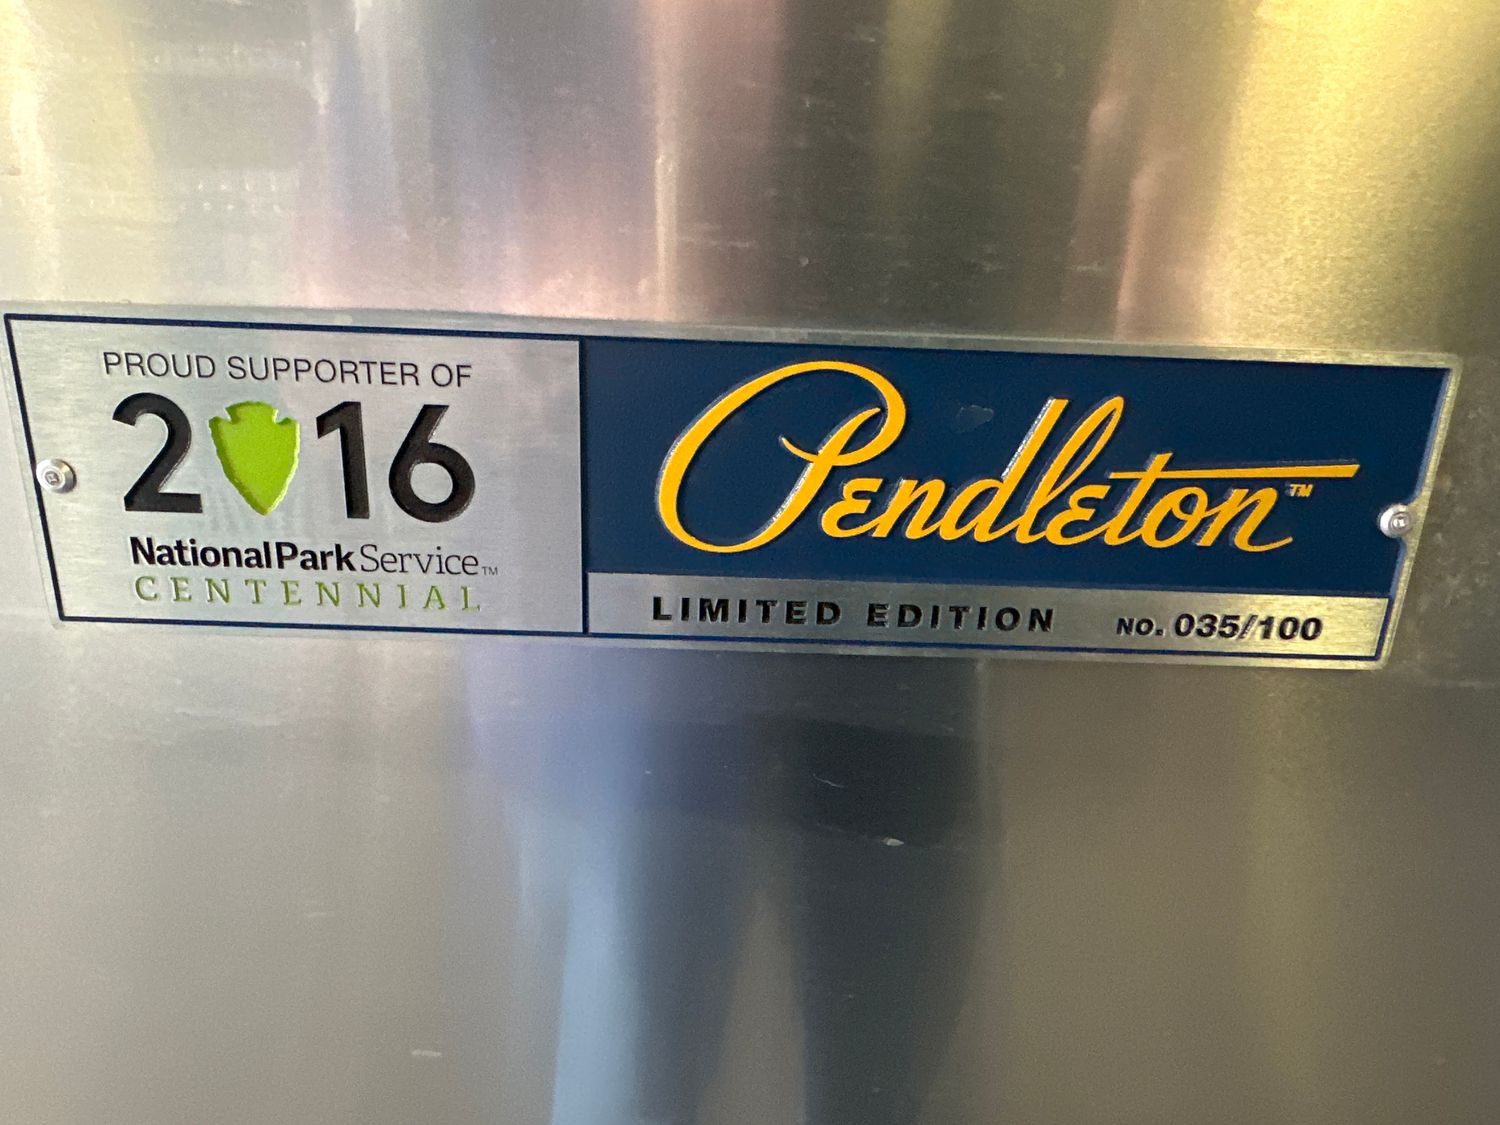 PROUD SUPPORTER OF
2016
NationalParkService™
CENTENNIAL
Pendleton™
LIMITED EDITION NO. 035/100